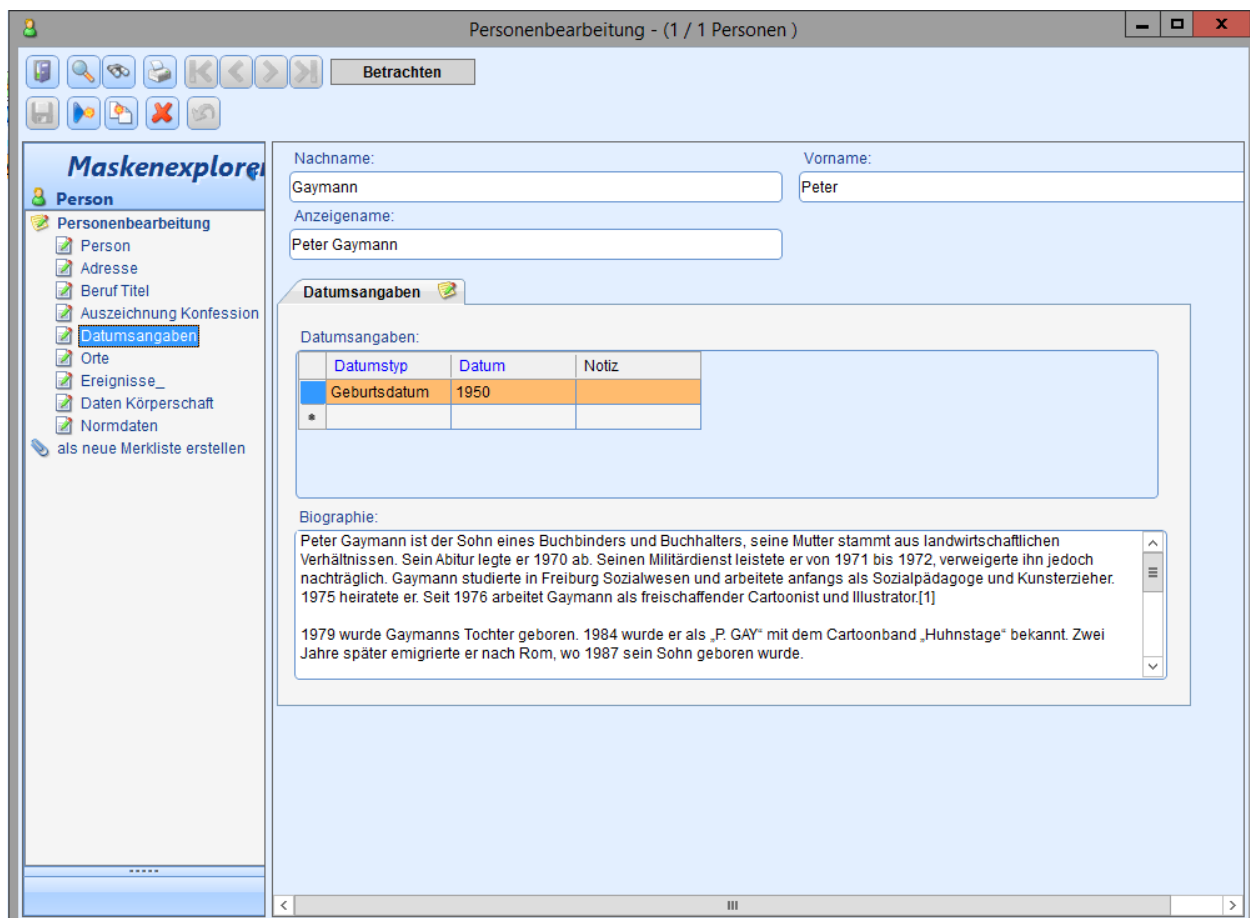 Personenbearbeitung - (1 / 1 Personen )
Betrachten
Maskenexplorer
Person
Personenbearbeitung
Person
Adresse
Beruf Titel
Auszeichnung Konfession
Datumsangaben
Orte
Ereignisse_
Daten Körperschaft
Normdaten
als neue Merkliste erstellen
Nachname: Vorname:
Gaymann Peter
Anzeigename:
Peter Gaymann
Datumsangaben
Datumsangaben:
Datumstyp Datum Notiz
Geburtsdatum 1950
*
Biographie:
Peter Gaymann ist der Sohn eines Buchbinders und Buchhalters, seine Mutter stammt aus landwirtschaftlichen
Verhältnissen. Sein Abitur legte er 1970 ab. Seinen Militärdienst leistete er von 1971 bis 1972, verweigerte ihn jedoch
nachträglich. Gaymann studierte in Freiburg Sozialwesen und arbeitete anfangs als Sozialpädagoge und Kunsterzieher.
1975 heiratete er. Seit 1976 arbeitet Gaymann als freischaffender Cartoonist und Illustrator.[1]
1979 wurde Gaymanns Tochter geboren. 1984 wurde er als „P. GAY“ mit dem Cartoonband „Huhnstage“ bekannt. Zwei
Jahre später emigrierte er nach Rom, wo 1987 sein Sohn geboren wurde.